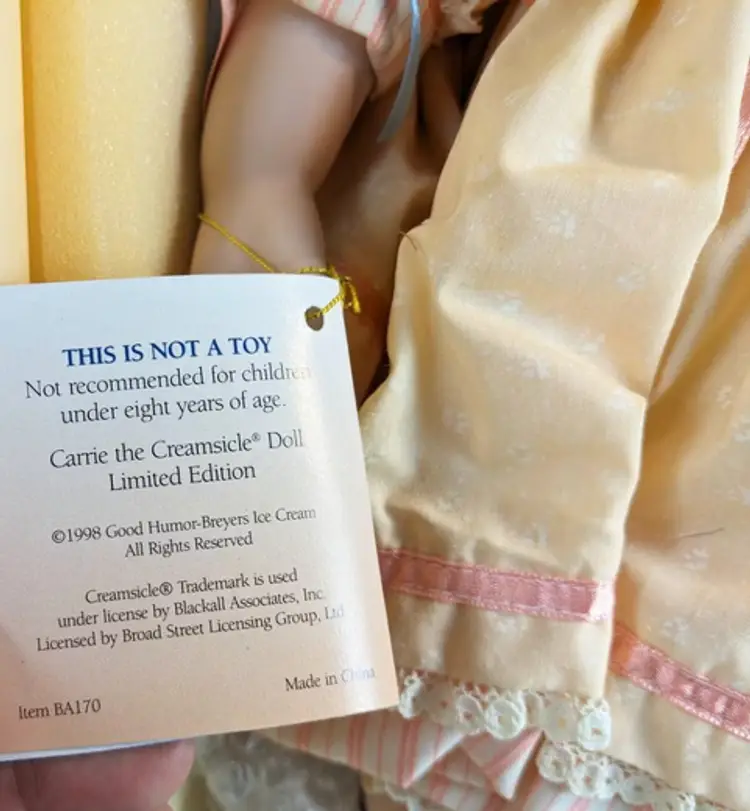 THIS IS NOT A TOY
Not recommended for children
under eight years of age.
Carrie the Creamsicle® Doll
Limited Edition
©1998 Good Humor-Breyers Ice Cream
All Rights Reserved
Creamsicle® Trademark is used
under license by Blackall Associates, Inc.
Licensed by Broad Street Licensing Group, Ltd
Made in China
Item BA170